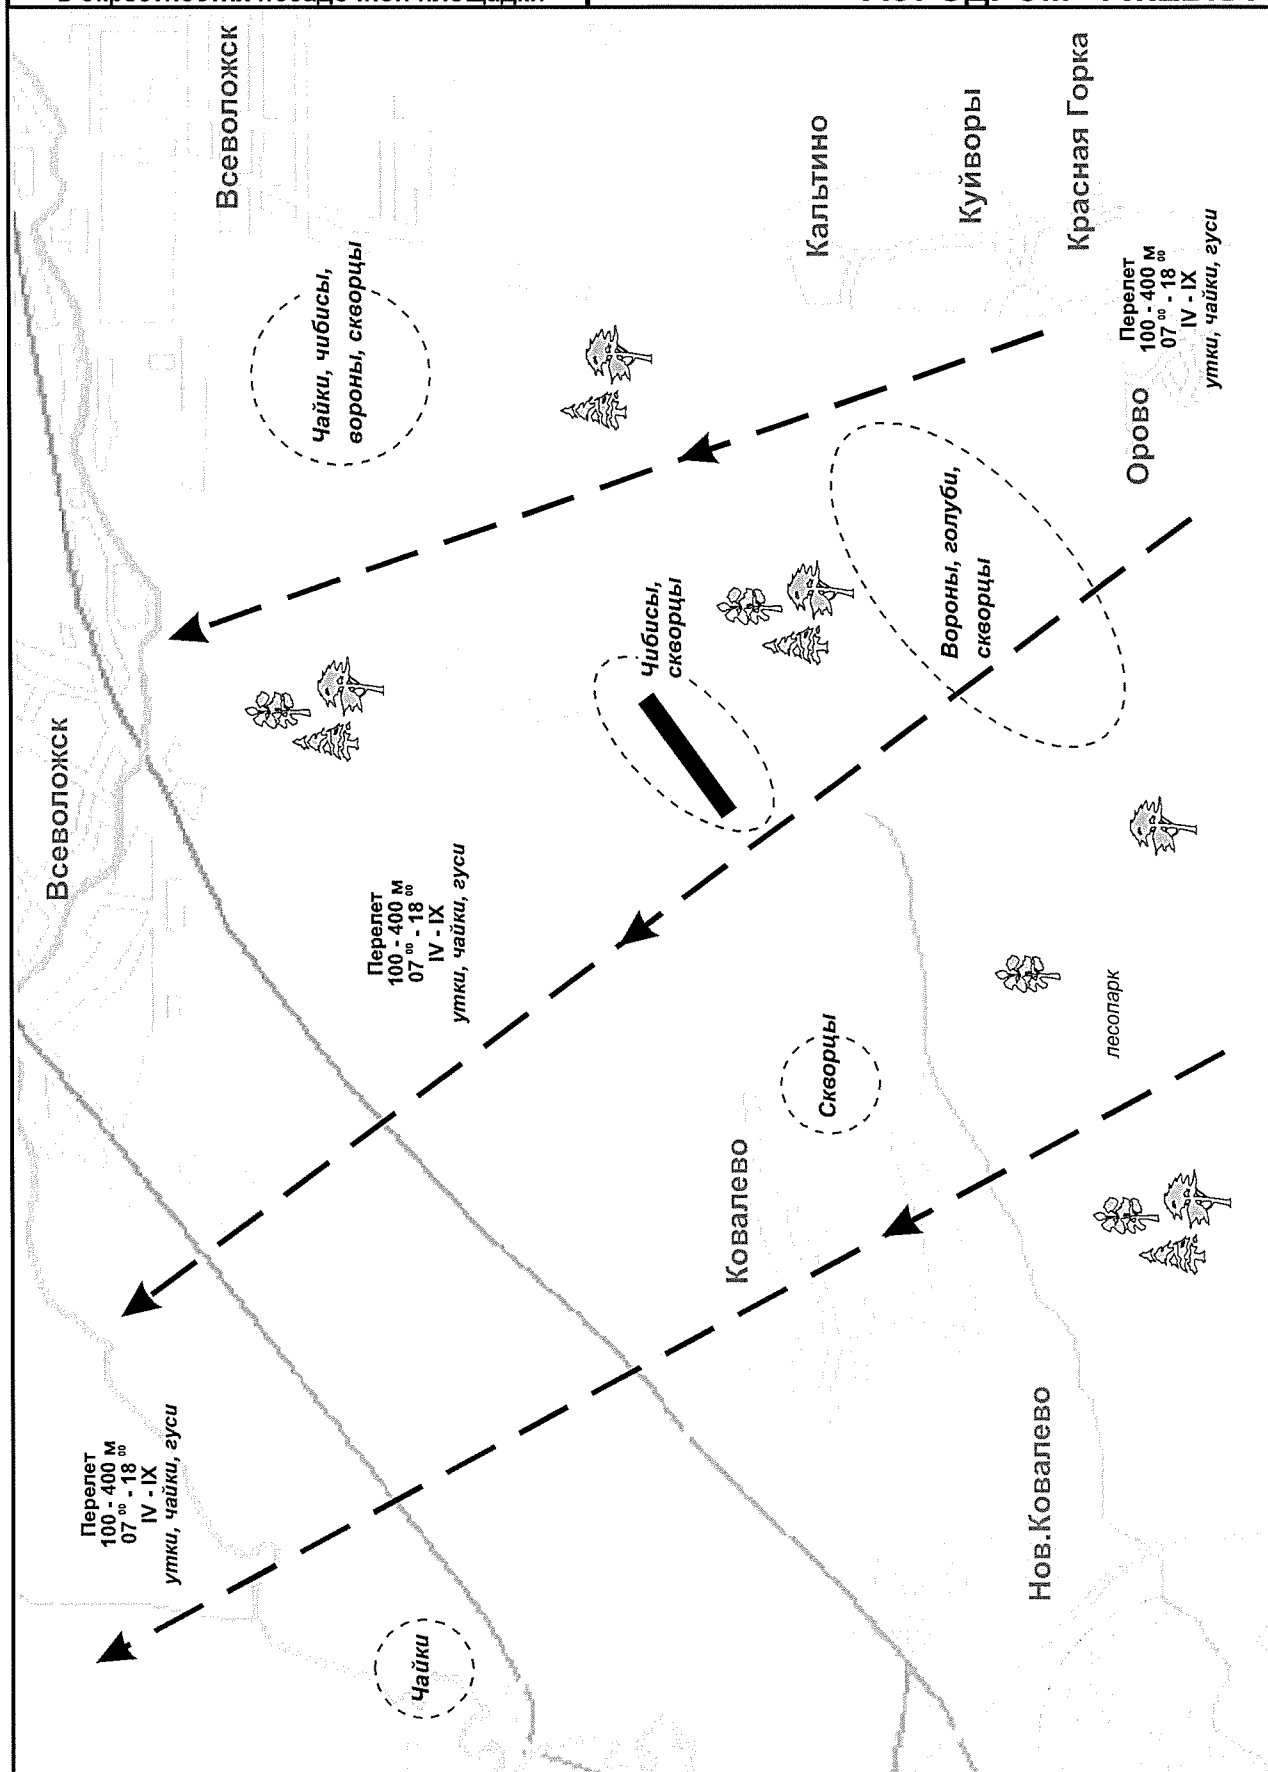 в окрестностях посадочной площадки
Всеволожск
Всеволожск
Чайки, чибисы,
вороны, скворцы
Кальтино
Куйворы
Красная Горка
Перелет
100 - 400 м
07 ⁰⁰ - 18 ⁰⁰
IV - IX
утки, чайки, гуси
Орово
Вороны, голуби,
скворцы
Чибисы,
скворцы
Перелет
100 - 400 м
07 ⁰⁰ - 18 ⁰⁰
IV - IX
утки, чайки, гуси
лесопарк
Скворцы
Ковалево
Нов.Ковалево
Перелет
100 - 400 м
07 ⁰⁰ - 18 ⁰⁰
IV - IX
утки, чайки, гуси
Чайки